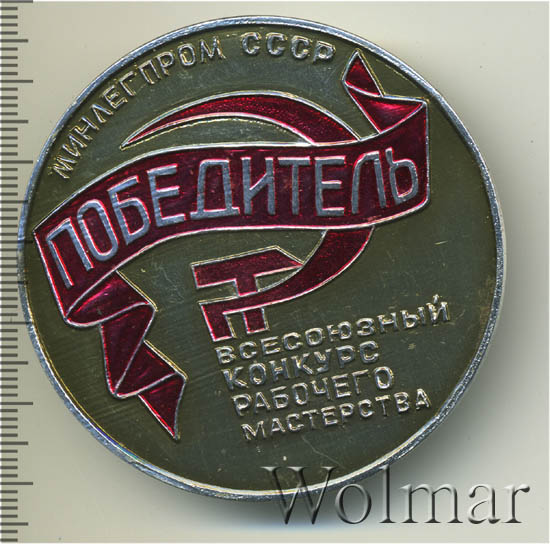 МИНЛЕГПРОМ СССР
ПОБЕДИТЕЛЬ
ВСЕСОЮЗНЫЙ
КОНКУРС
РАБОЧЕГО
МАСТЕРСТВА
Wolmar